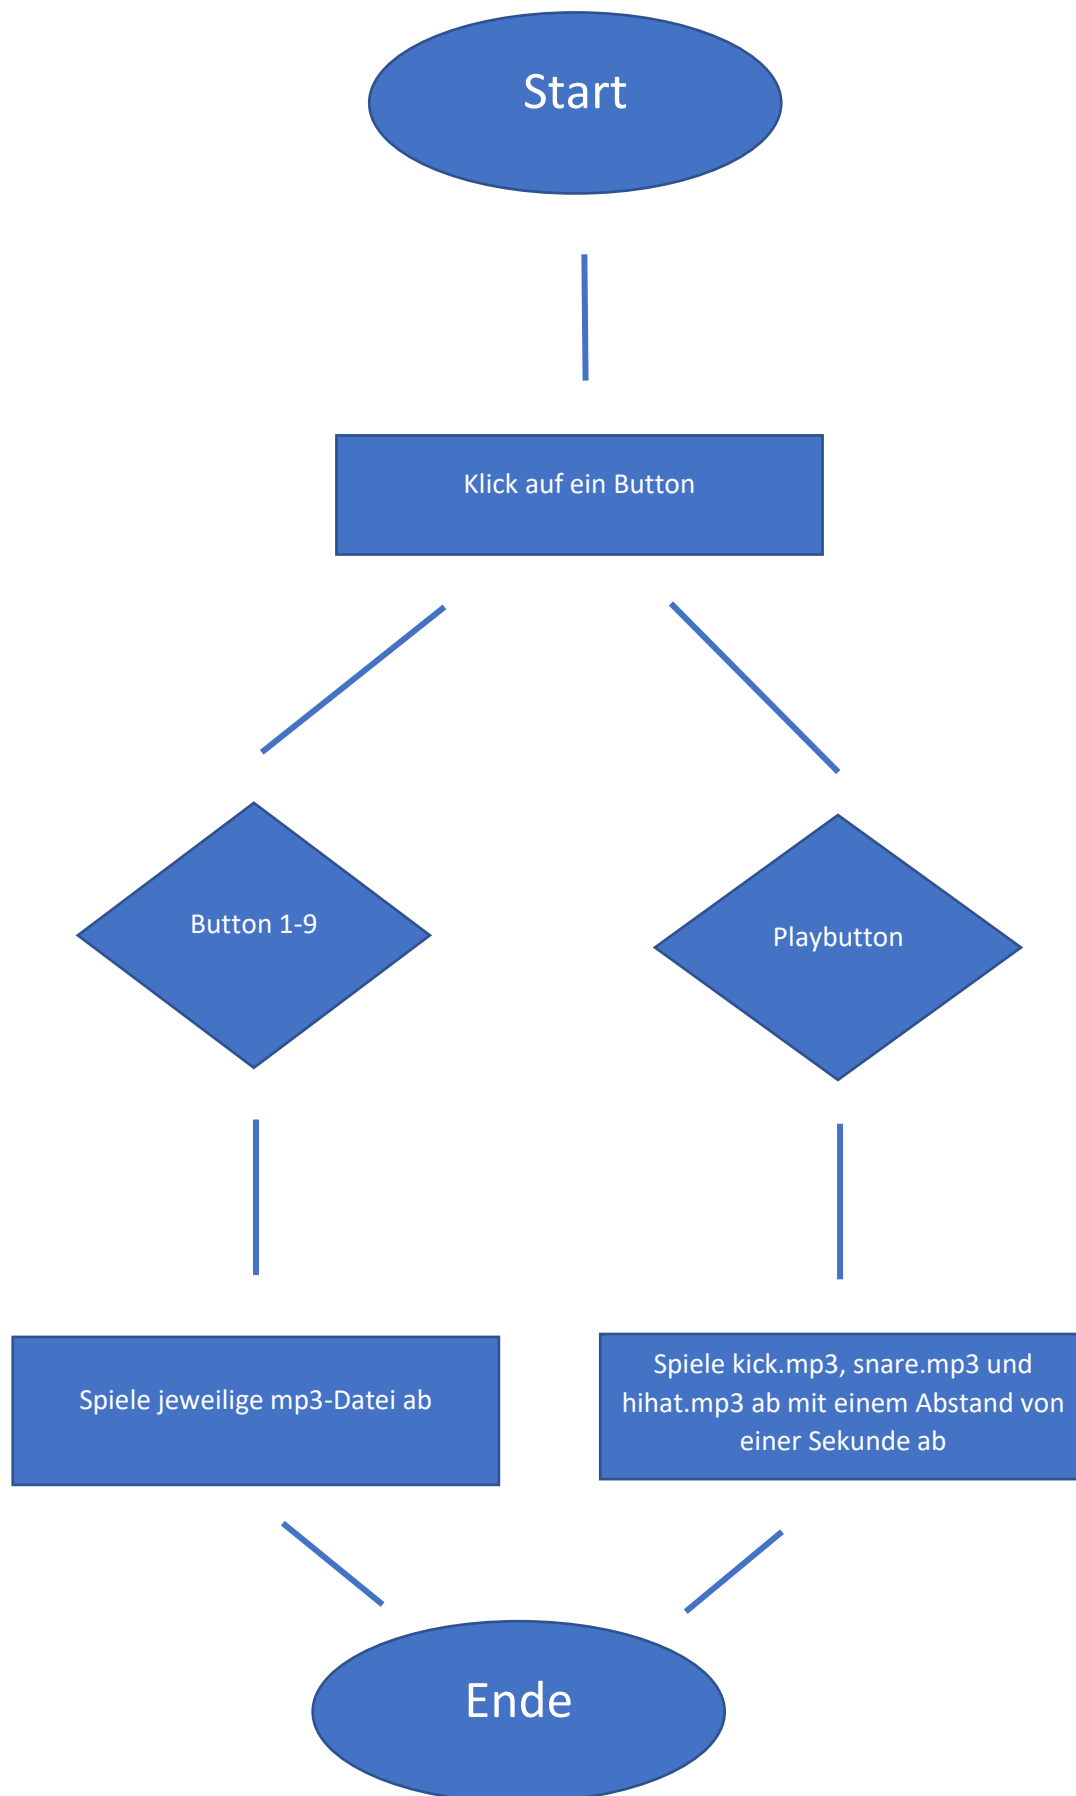 Start
Klick auf ein Button
Button 1-9
Playbutton
Spiele jeweilige mp3-Datei ab
Spiele kick.mp3, snare.mp3 und
hihat.mp3 ab mit einem Abstand von
einer Sekunde ab
Ende